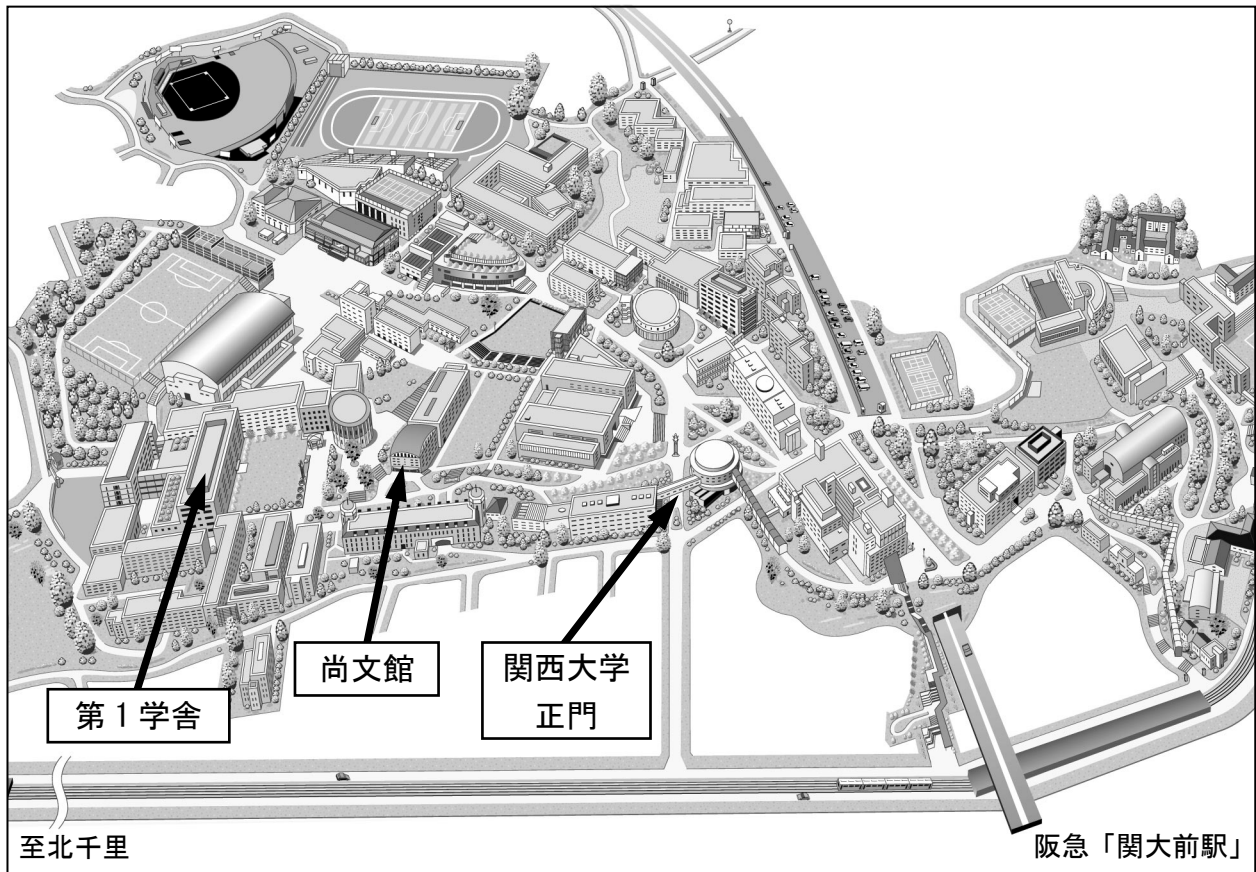 尚文館
関西大学
正門
第１学舎
至北千里
阪急「関大前駅」